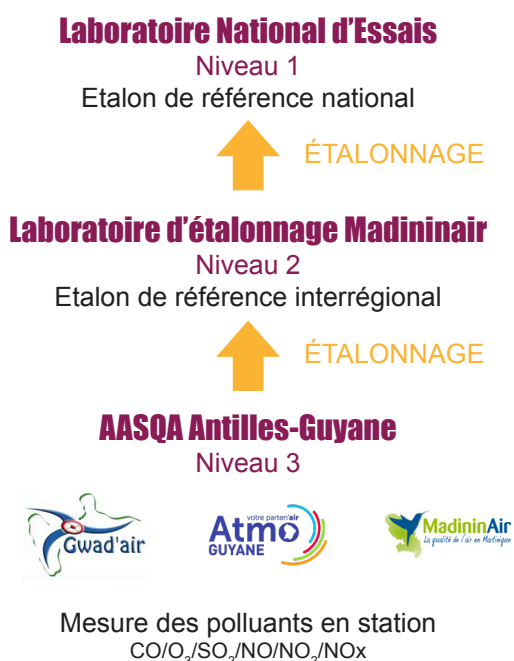 Laboratoire National d’Essais
Niveau 1
Etalon de référence national
ÉTALONNAGE
Laboratoire d’étalonnage Madininair
Niveau 2
Etalon de référence interrégional
ÉTALONNAGE
AASQA Antilles-Guyane
Niveau 3
Gwad'air
votre parten'air
Atmo
GUYANE
MadininAir
La qualité de l'air en Martinique
Mesure des polluants en station
CO/O₃/SO₂/NO/NO₂/NOx